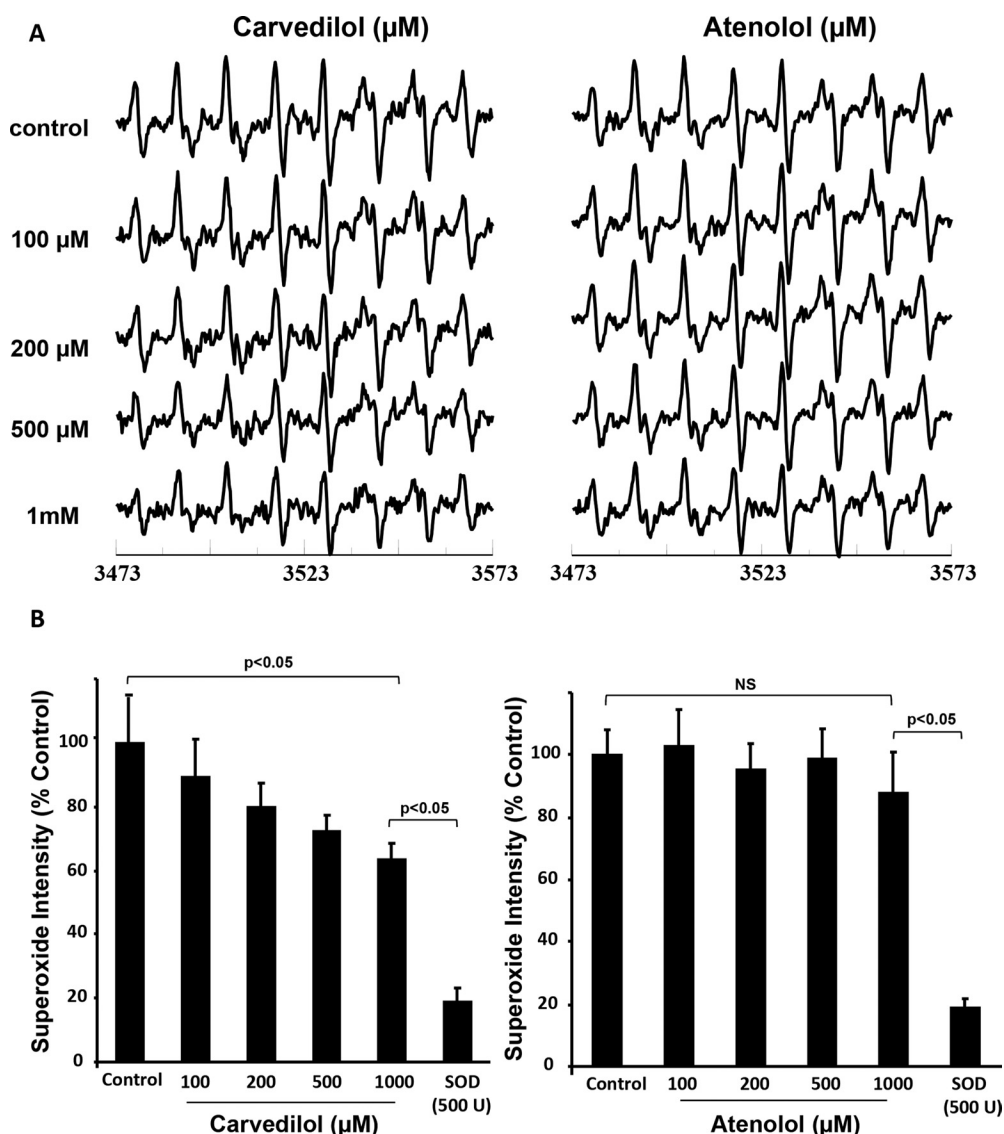 A
Carvedilol (µM)
Atenolol (µM)
control
100 µM
200 µM
500 µM
1mM
3473 3523 3573
3473 3523 3573
B
Superoxide Intensity (% Control)
100
80
60
40
20
0
p<0.05
p<0.05
Control 100 200 500 1000 SOD
(500 U)
Carvedilol (µM)
Superoxide Intensity (% Control)
100
80
60
40
20
0
NS
p<0.05
Control 100 200 500 1000 SOD
(500 U)
Atenolol (µM)